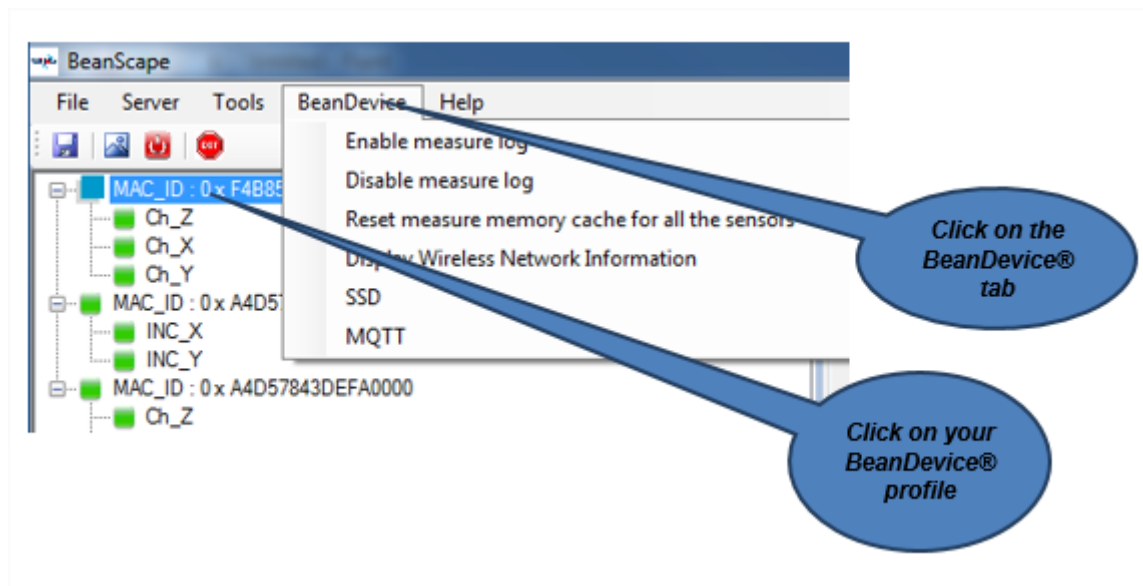 BeanScape
File Server Tools BeanDevice Help
Enable measure log
Disable measure log
Reset measure memory cache for all the sensors
Display Wireless Network Information
SSD
MQTT
MAC_ID : 0 x F4B85
Ch_Z
Ch_X
Ch_Y
MAC_ID : 0 x A4D57
INC_X
INC_Y
MAC_ID : 0 x A4D57843DEFA0000
Ch_Z
Click on the
BeanDevice®
tab
Click on your
BeanDevice®
profile